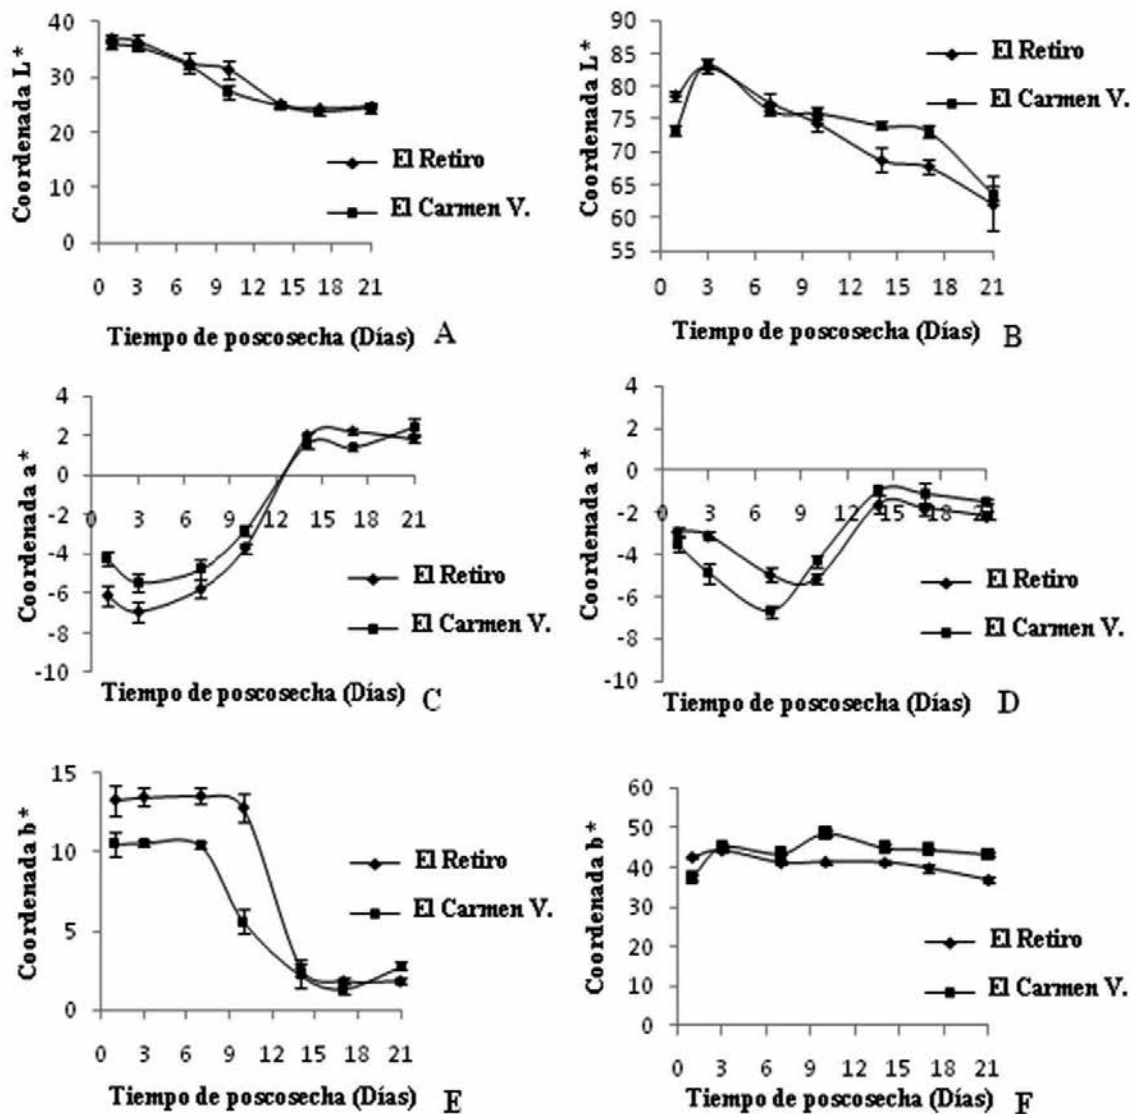 Coordenada L*
40
30
20
10
0
El Retiro
El Carmen V.
0 3 6 9 12 15 18 21
Tiempo de poscosecha (Días) A
Coordenada L*
90
85
80
75
70
65
60
55
El Retiro
El Carmen V.
0 3 6 9 12 15 18 21
Tiempo de poscosecha (Días) B
Coordenada a*
4
2
0
-2
-4
-6
-8
-10
0 3 6 9 12 15 18 21
El Retiro
El Carmen V.
Tiempo de poscosecha (Días) C
Coordenada a*
4
2
0
-2
-4
-6
-8
-10
0 3 6 9 12 15 18 21
El Retiro
El Carmen V.
Tiempo de poscosecha (Días) D
Coordenada b*
15
10
5
0
El Retiro
El Carmen V.
0 3 6 9 12 15 18 21
Tiempo de poscosecha (Días) E
Coordenada b*
60
50
40
30
20
10
0
El Retiro
El Carmen V.
0 3 6 9 12 15 18 21
Tiempo de poscosecha (Días) F